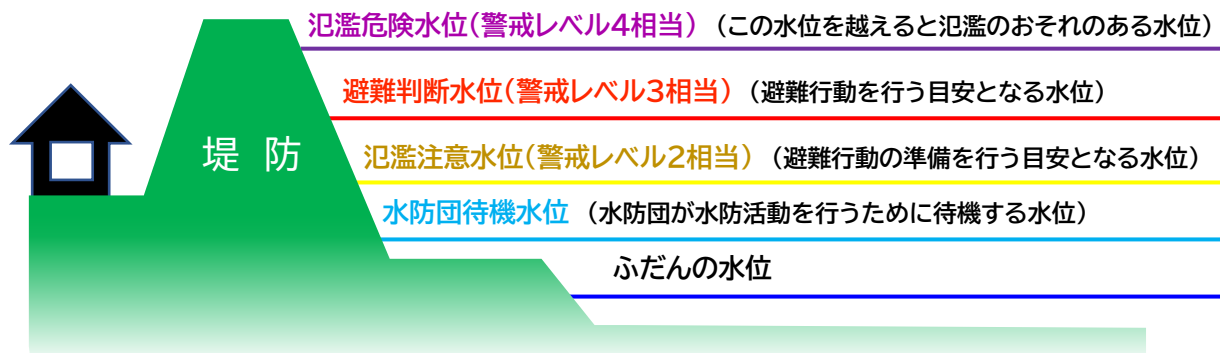 氾濫危険水位(警戒レベル4相当) (この水位を越えると氾濫のおそれのある水位)
避難判断水位(警戒レベル3相当) (避難行動を行う目安となる水位)
堤 防
氾濫注意水位(警戒レベル2相当) (避難行動の準備を行う目安となる水位)
水防団待機水位 (水防団が水防活動を行うために待機する水位)
ふだんの水位